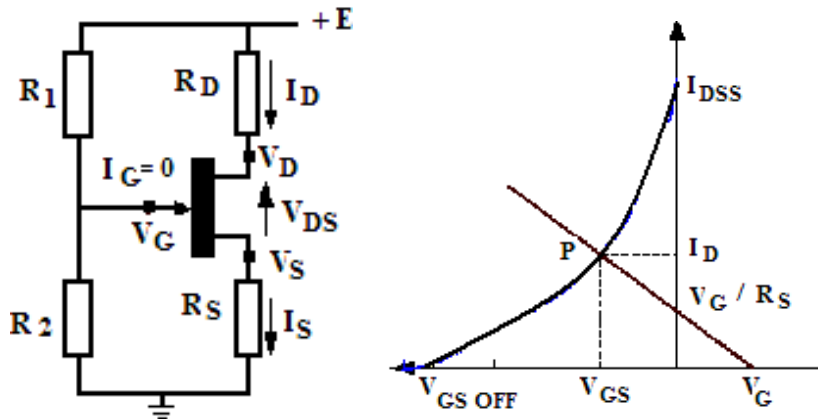 + E
R1
RD
ID
IG = 0
VD
VDS
VG
VS
R2
RS
IS
IDSS
P
ID
VG / RS
VGS OFF
VGS
VG